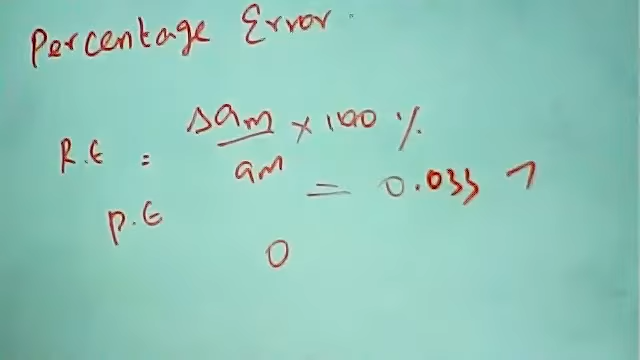 Percentage Error
R.E = Δam / am × 100 %
= 0.033
P.E
0